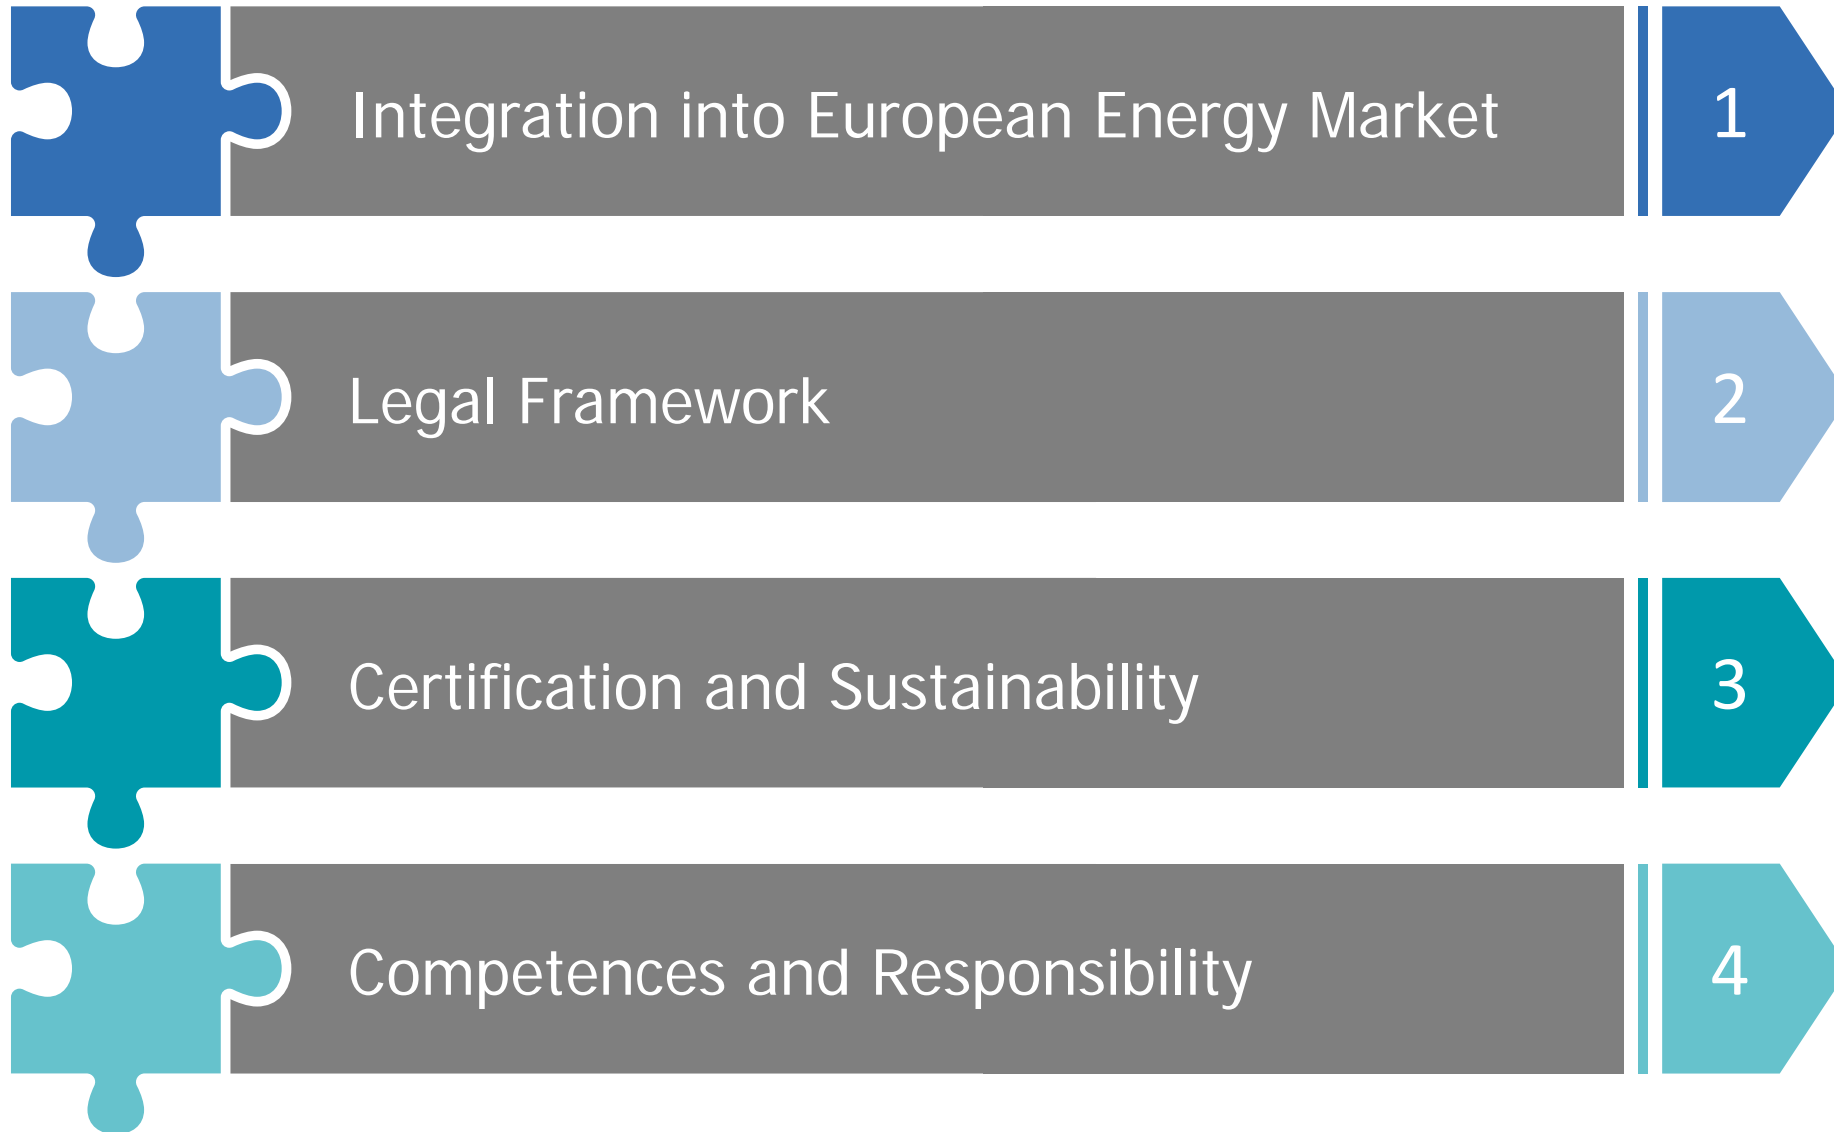 Integration into European Energy Market 1
Legal Framework 2
Certification and Sustainability 3
Competences and Responsibility 4